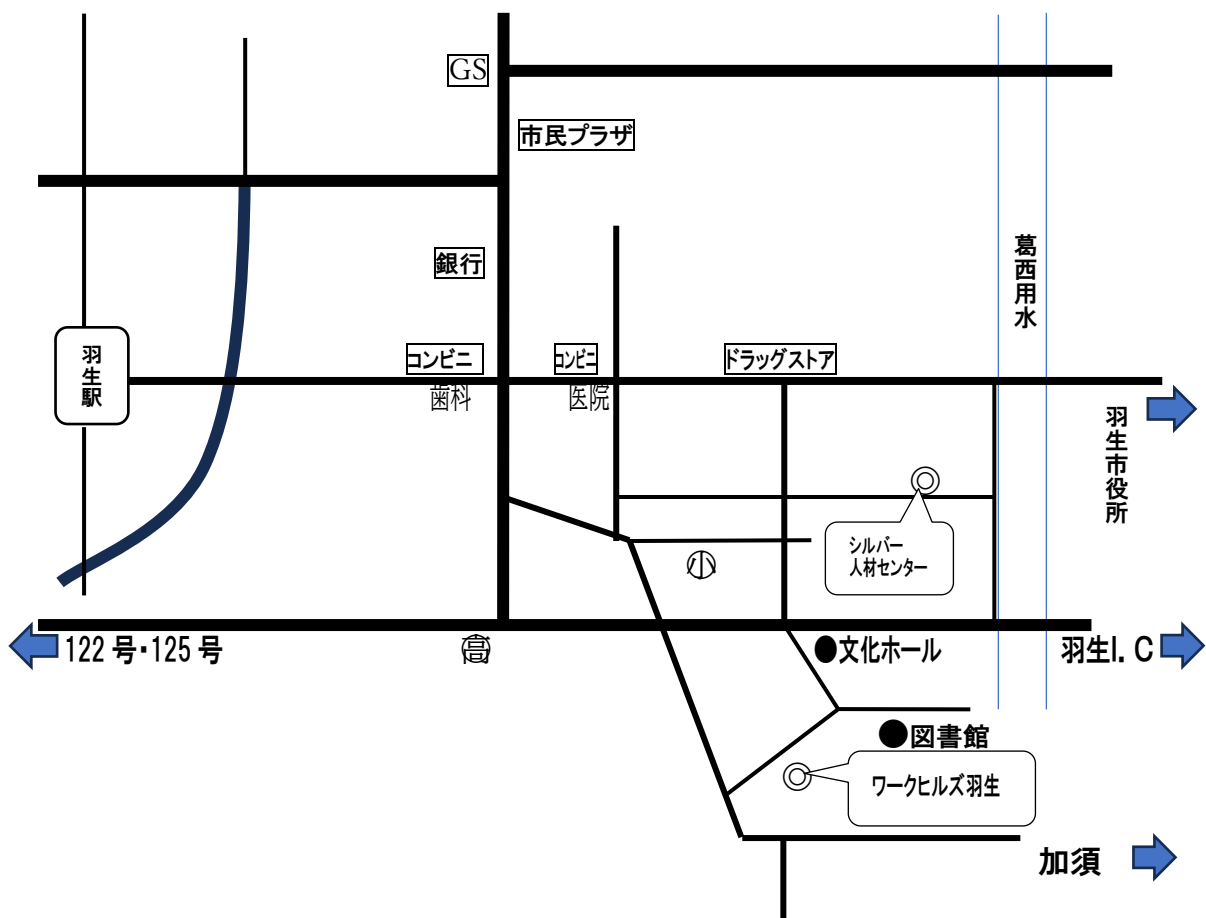 GS
市民プラザ
銀行
葛西用水
羽生駅
コンビニ
コンビニ
ドラッグストア
歯科
医院
羽生市役所
シルバー
人材センター
小
122号・125号
高
●文化ホール
羽生I.C
●図書館
ワークヒルズ羽生
加須